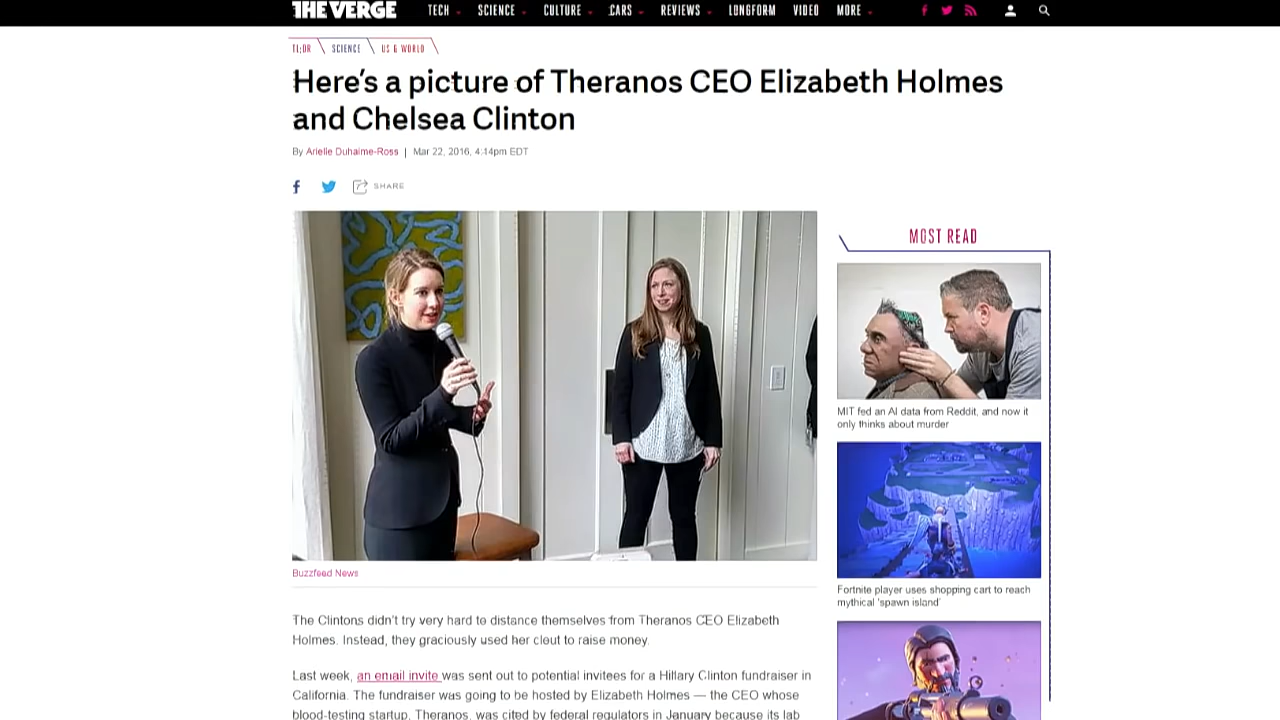 THE VERGE TECH SCIENCE CULTURE CARS REVIEWS LONGFORM VIDEO MORE
TL;DR SCIENCE US & WORLD
Here's a picture of Theranos CEO Elizabeth Holmes
and Chelsea Clinton
By Arielle Duhaime-Ross | Mar 22, 2016, 4:14pm EDT
SHARE
MOST READ
MIT fed an AI data from Reddit, and now it
only thinks about murder
Buzzfeed News
Fortnite player uses shopping cart to reach
mythical 'spawn island'
The Clintons didn't try very hard to distance themselves from Theranos CEO Elizabeth
Holmes. Instead, they graciously used her clout to raise money.
Last week, an email invite was sent out to potential invitees for a Hillary Clinton fundraiser in
California. The fundraiser was going to be hosted by Elizabeth Holmes — the CEO whose
blood-testing startup, Theranos, was cited by federal regulators in January because its lab